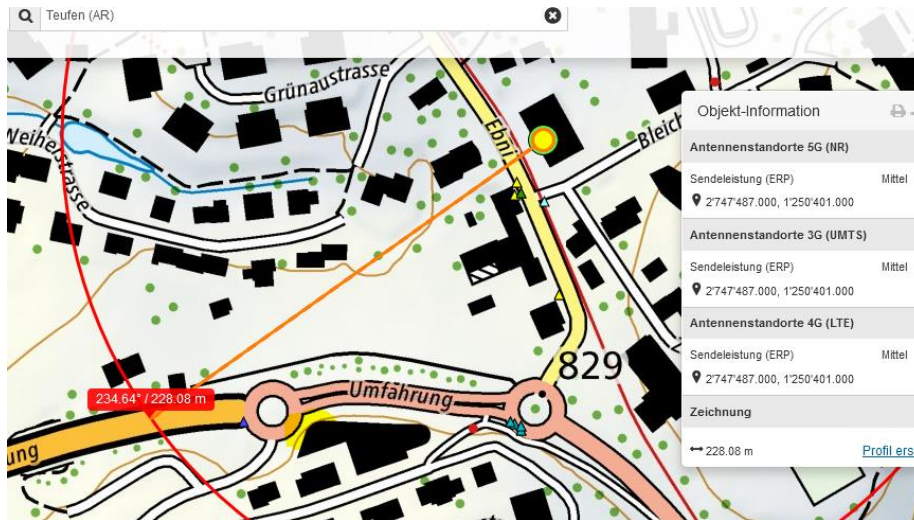 Teufen (AR)
Grünaustrasse
Weiherstrasse
Ebni
Bleich
Objekt-Information
Antennenstandorte 5G (NR)
Sendeleistung (ERP) Mittel
2'747'487.000, 1'250'401.000
Antennenstandorte 3G (UMTS)
Sendeleistung (ERP) Mittel
2'747'487.000, 1'250'401.000
Antennenstandorte 4G (LTE)
Sendeleistung (ERP) Mittel
2'747'487.000, 1'250'401.000
Zeichnung
228.08 m Profil ers
829
Umfahrung
234.64° / 228.08 m
ung